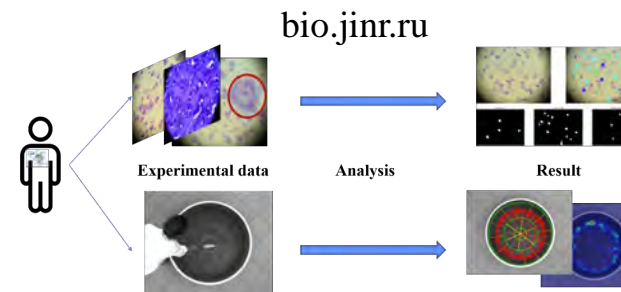 bio.jinr.ru
Experimental data
Analysis
Result